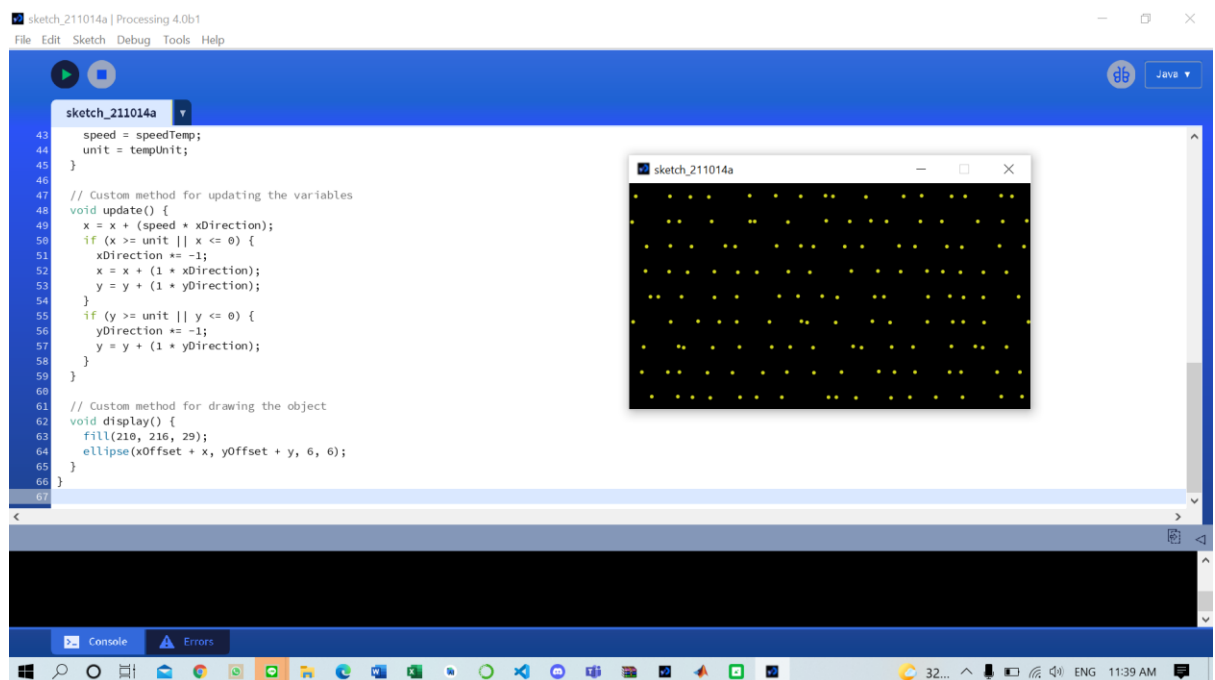 sketch_211014a | Processing 4.0b1
File Edit Sketch Debug Tools Help
Java
sketch_211014a
43 speed = speedTemp;
44 unit = tempUnit;
45 }
46
47 // Custom method for updating the variables
48 void update() {
49 x = x + (speed * xDirection);
50 if (x >= unit || x <= 0) {
51 xDirection *= -1;
52 x = x + (1 * xDirection);
53 y = y + (1 * yDirection);
54 }
55 if (y >= unit || y <= 0) {
56 yDirection *= -1;
57 y = y + (1 * yDirection);
58 }
59 }
60
61 // Custom method for drawing the object
62 void display() {
63 fill(210, 216, 29);
64 ellipse(xOffset + x, yOffset + y, 6, 6);
65 }
66 }
67
sketch_211014a
Console Errors
32... ENG 11:39 AM